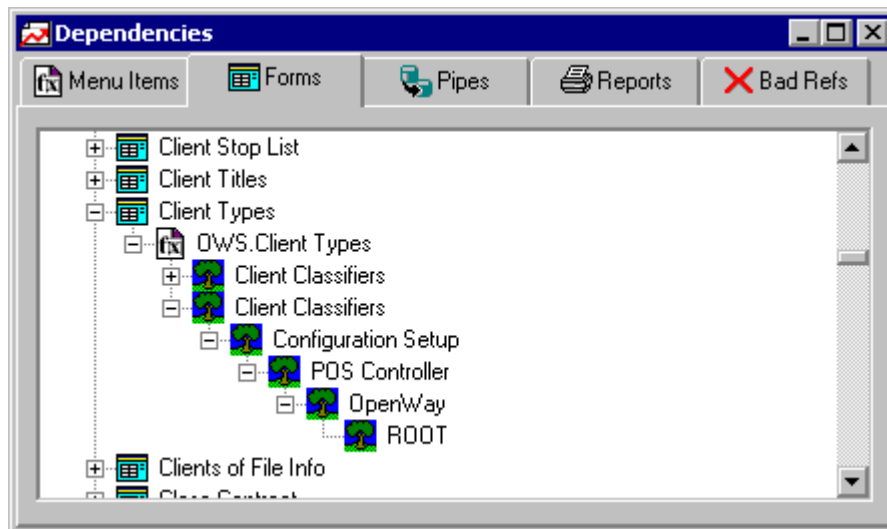 Dependencies
Menu Items Forms Pipes Reports Bad Refs
Client Stop List
Client Titles
Client Types
OWS.Client Types
Client Classifiers
Client Classifiers
Configuration Setup
POS Controller
OpenWay
ROOT
Clients of File Info